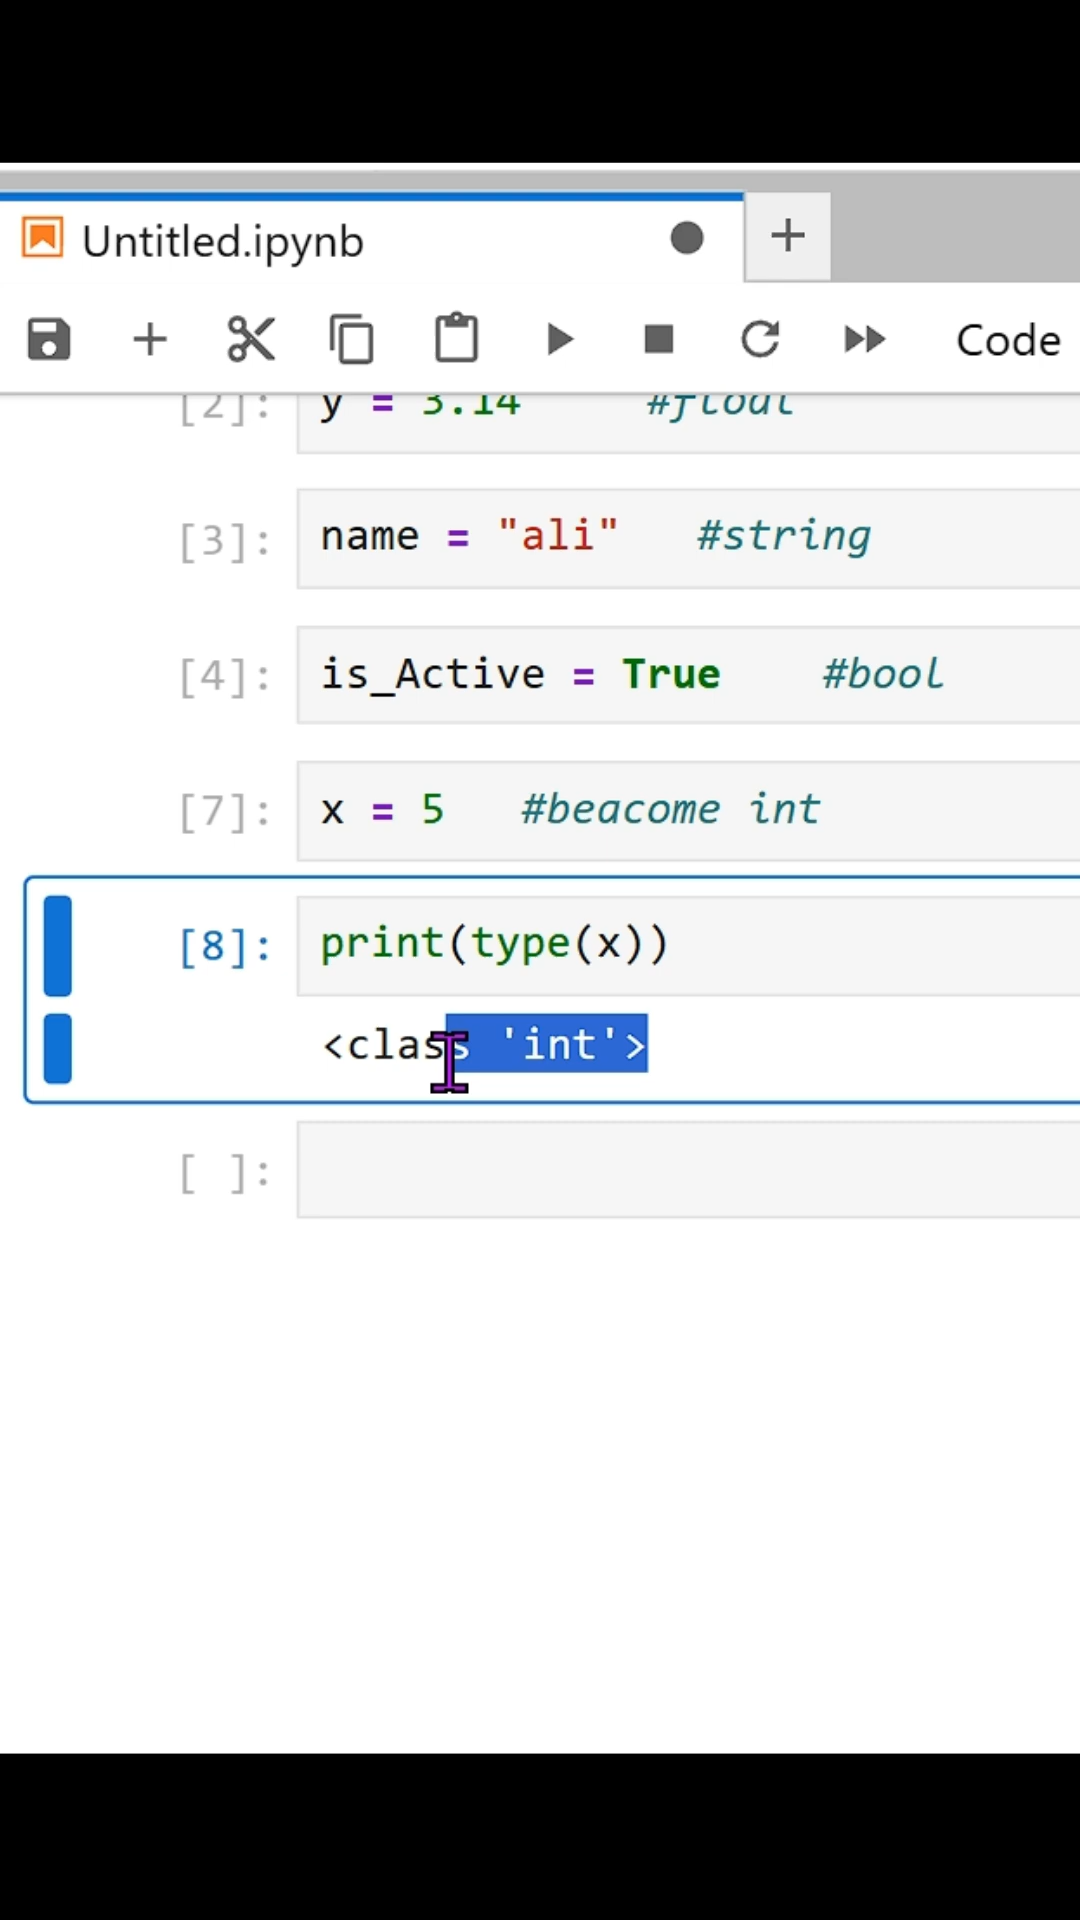 Untitled.ipynb
Code
[2]: y = 3.14 #float
[3]: name = "ali" #string
[4]: is_Active = True #bool
[7]: x = 5 #beacome int
[8]: print(type(x))
<class 'int'>
[ ]: